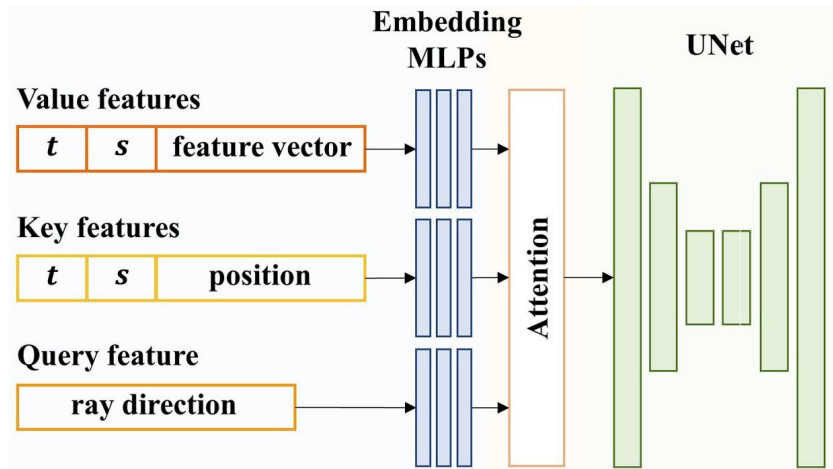 Embedding
MLPs
UNet
Value features
t s feature vector
Key features
t s position
Query feature
ray direction
Attention